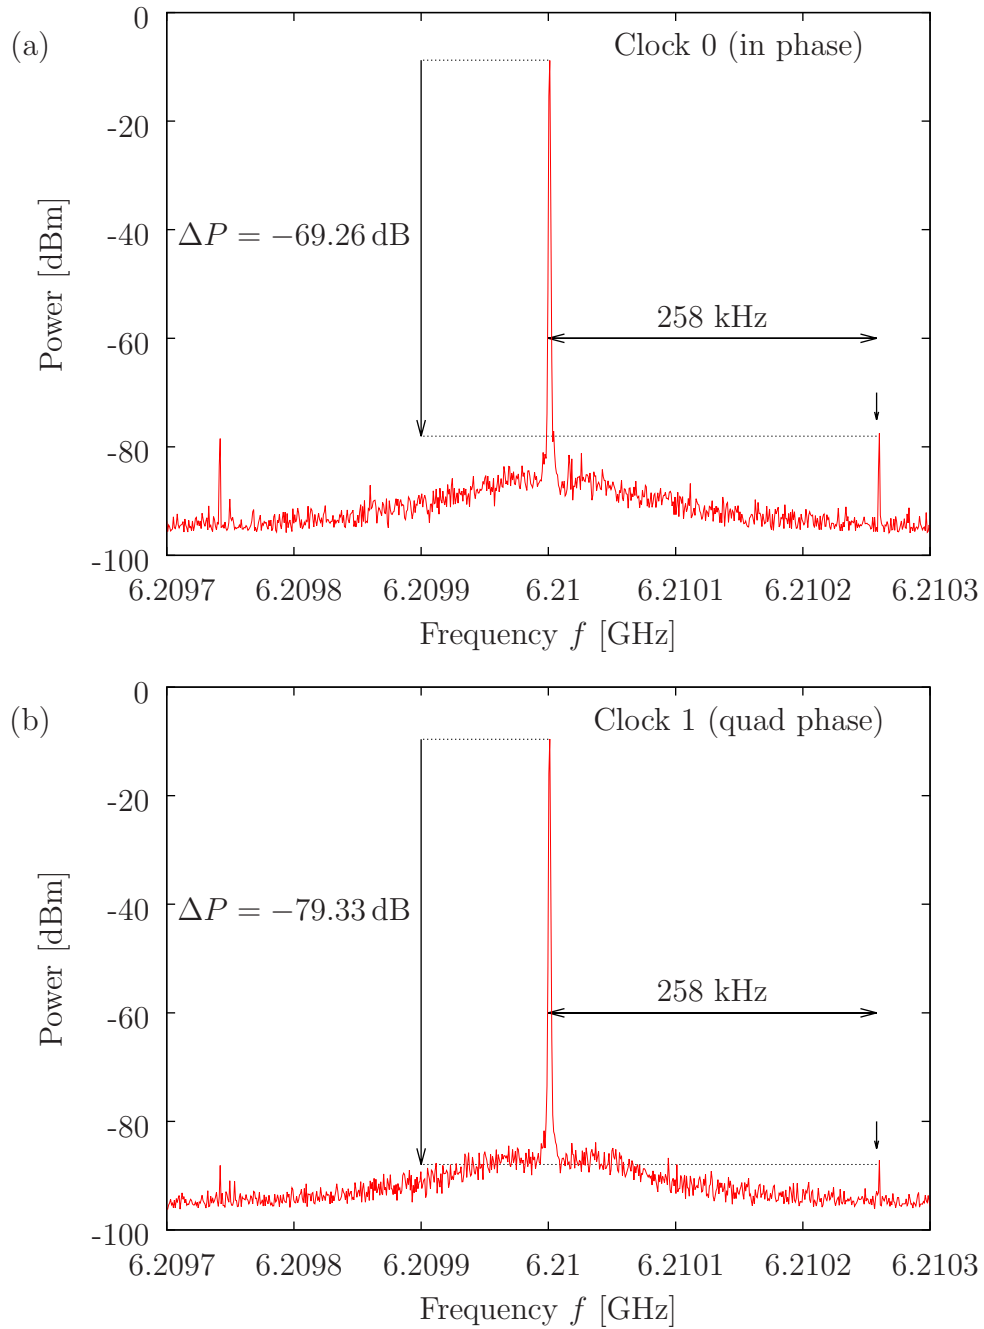 (a)
Clock 0 (in phase)
0
-20
-40
-60
-80
-100
Power [dBm]
ΔP = −69.26 dB
258 kHz
6.2097 6.2098 6.2099 6.21 6.2101 6.2102 6.2103
Frequency f [GHz]
(b)
Clock 1 (quad phase)
0
-20
-40
-60
-80
-100
Power [dBm]
ΔP = −79.33 dB
258 kHz
6.2097 6.2098 6.2099 6.21 6.2101 6.2102 6.2103
Frequency f [GHz]